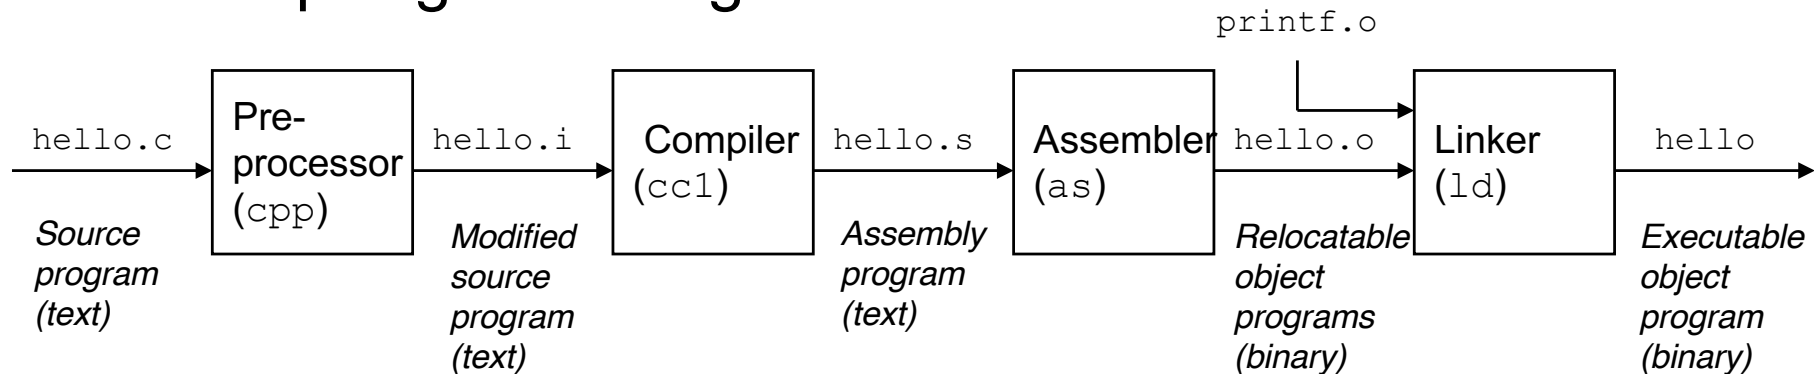 printf.o
hello.c
Pre-
processor
(cpp)
hello.i
Compiler
(cc1)
hello.s
Assembler
(as)
hello.o
Linker
(ld)
hello
Source
program
(text)
Modified
source
program
(text)
Assembly
program
(text)
Relocatable
object
programs
(binary)
Executable
object
program
(binary)